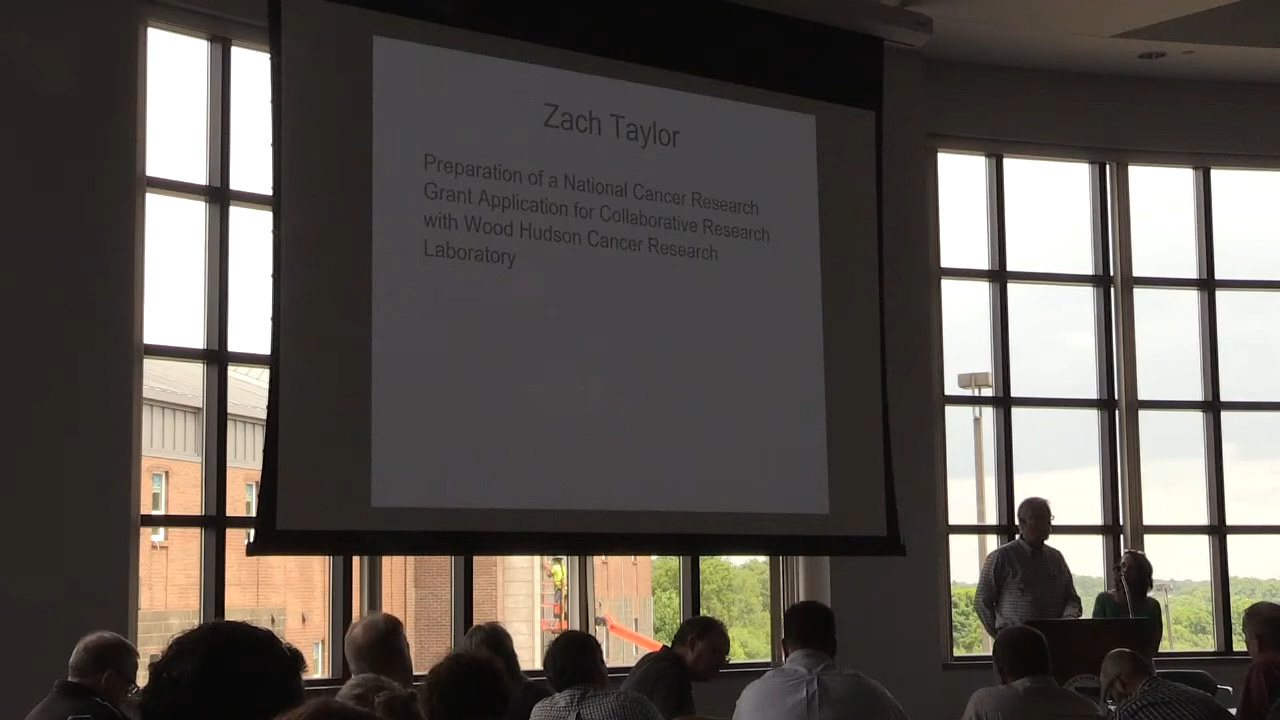 Zach Taylor
Preparation of a National Cancer Research
Grant Application for Collaborative Research
with Wood Hudson Cancer Research
Laboratory